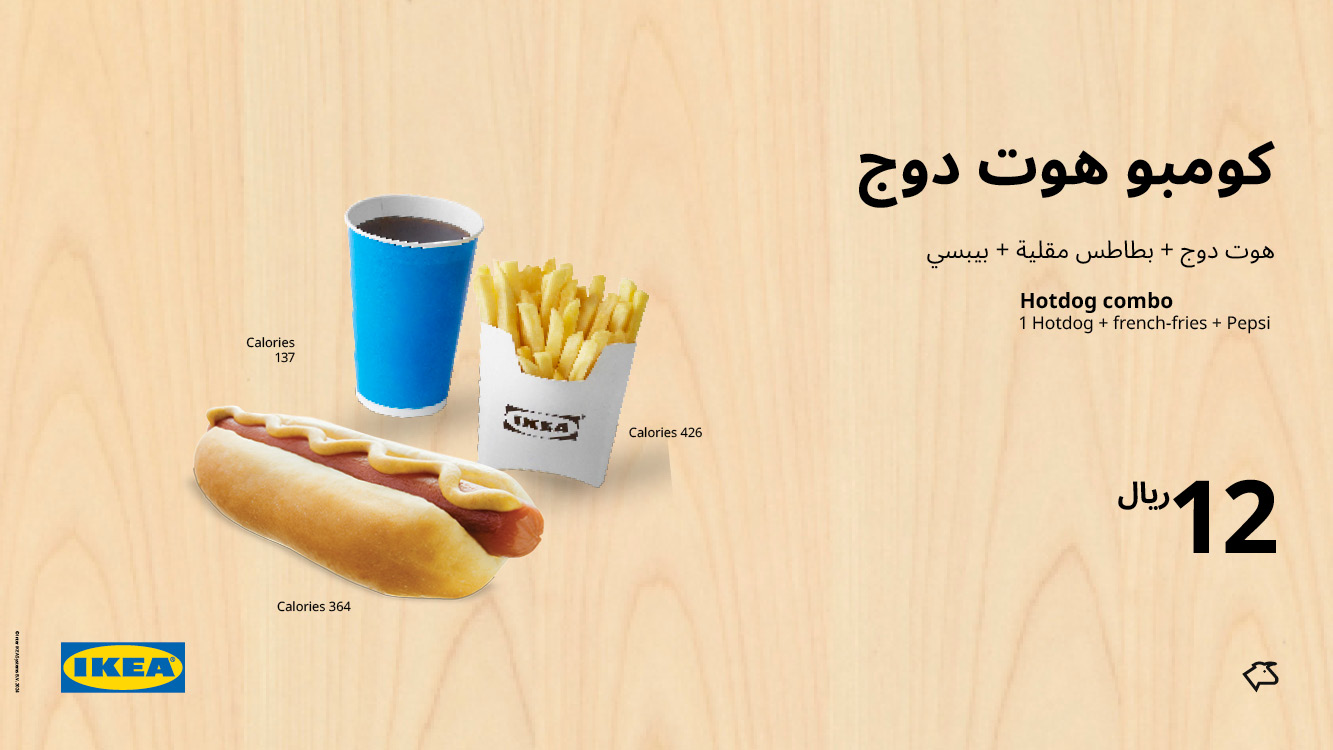 كومبو هوت دوج
هوت دوج + بطاطس مقلية + بيبسي
Hotdog combo
1 Hotdog + french-fries + Pepsi
Calories
137
IKEA
Calories 426
12 ريال
Calories 364
IKEA